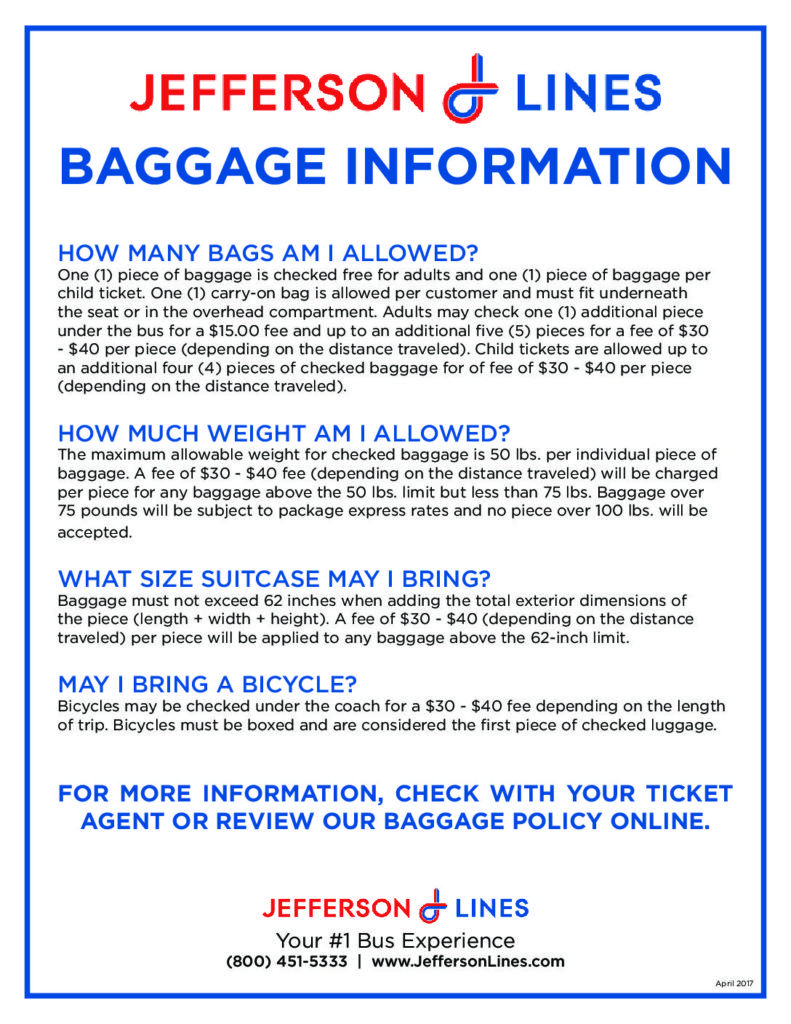 JEFFERSON LINES
BAGGAGE INFORMATION
HOW MANY BAGS AM I ALLOWED?
One (1) piece of baggage is checked free for adults and one (1) piece of baggage per
child ticket. One (1) carry-on bag is allowed per customer and must fit underneath
the seat or in the overhead compartment. Adults may check one (1) additional piece
under the bus for a $15.00 fee and up to an additional five (5) pieces for a fee of $30
- $40 per piece (depending on the distance traveled). Child tickets are allowed up to
an additional four (4) pieces of checked baggage for of fee of $30 - $40 per piece
(depending on the distance traveled).
HOW MUCH WEIGHT AM I ALLOWED?
The maximum allowable weight for checked baggage is 50 lbs. per individual piece of
baggage. A fee of $30 - $40 fee (depending on the distance traveled) will be charged
per piece for any baggage above the 50 lbs. limit but less than 75 lbs. Baggage over
75 pounds will be subject to package express rates and no piece over 100 lbs. will be
accepted.
WHAT SIZE SUITCASE MAY I BRING?
Baggage must not exceed 62 inches when adding the total exterior dimensions of
the piece (length + width + height). A fee of $30 - $40 (depending on the distance
traveled) per piece will be applied to any baggage above the 62-inch limit.
MAY I BRING A BICYCLE?
Bicycles may be checked under the coach for a $30 - $40 fee depending on the length
of trip. Bicycles must be boxed and are considered the first piece of checked luggage.
FOR MORE INFORMATION, CHECK WITH YOUR TICKET
AGENT OR REVIEW OUR BAGGAGE POLICY ONLINE.
JEFFERSON LINES
Your #1 Bus Experience
(800) 451-5333 | www.JeffersonLines.com
April 2017